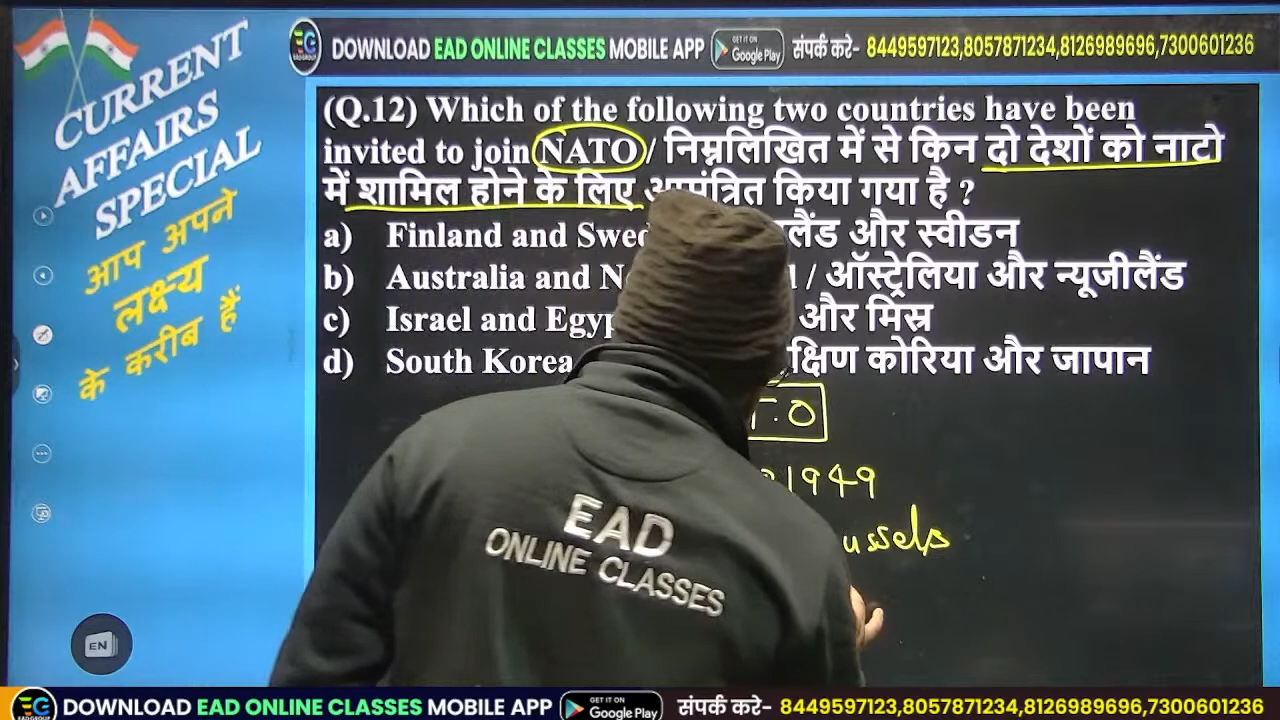 DOWNLOAD EAD ONLINE CLASSES MOBILE APP GET IT ON Google Play संपर्क करे- 8449597123,8057871234,8126989696,7300601236
CURRENT
AFFAIRS
SPECIAL
आप अपने
लक्ष्य
के करीब हैं
(Q.12) Which of the following two countries have been
invited to join NATO / निम्नलिखित में से किन दो देशों को नाटो
में शामिल होने के लिए आमंत्रित किया गया है ?
a) Finland and और स्वीडन
b) Australia and / ऑस्ट्रेलिया और न्यूजीलैंड
c) Israel and और मिस्र
d) South Korea कोरिया और जापान
1949
EAD
ONLINE CLASSES
EN
DOWNLOAD EAD ONLINE CLASSES MOBILE APP GET IT ON Google Play संपर्क करे- 8449597123,8057871234,8126989696,7300601236